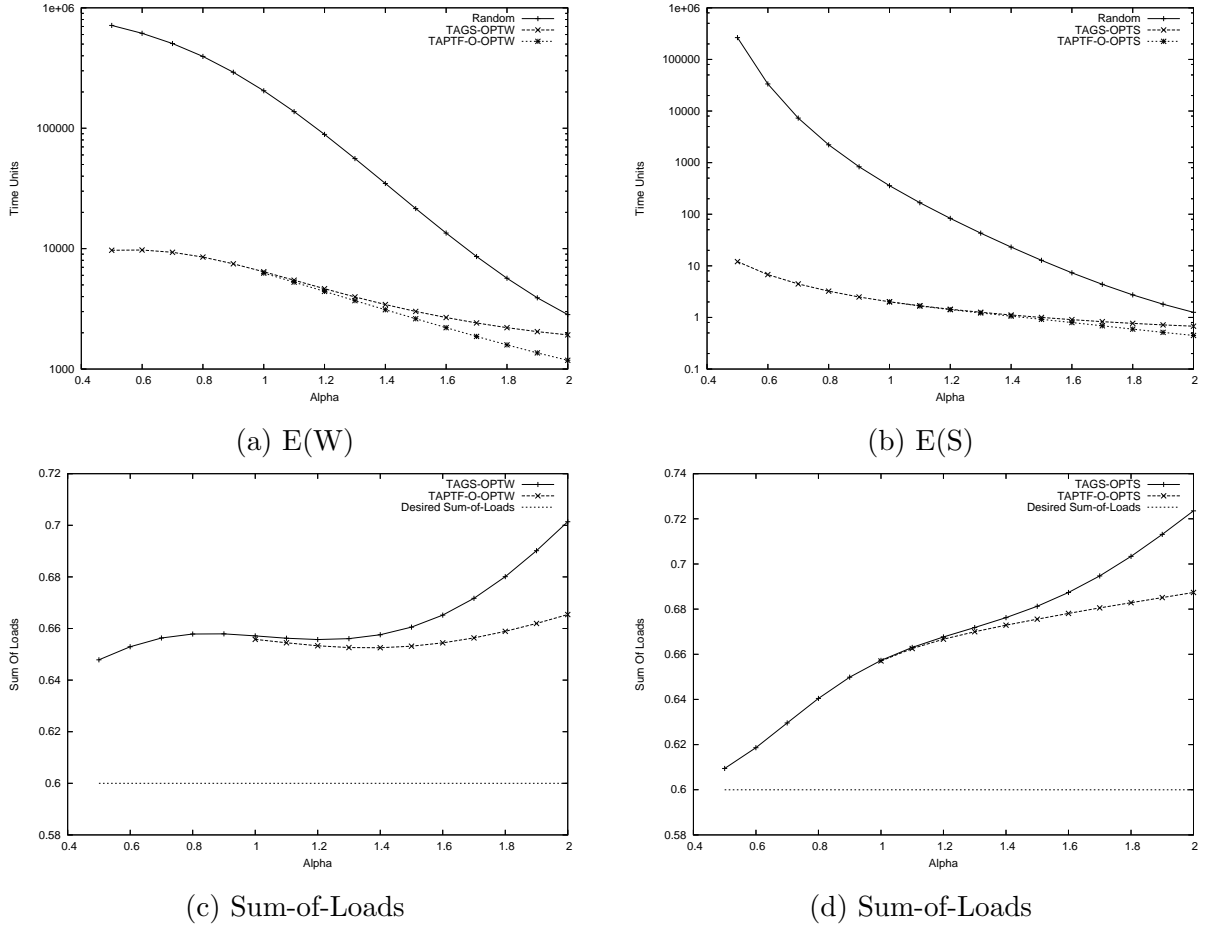 1e+06
100000
10000
1000
Time Units
0.4 0.6 0.8 1 1.2 1.4 1.6 1.8 2
Alpha
Random
TAGS-OPTW
TAPTF-O-OPTW
(a) E(W)
1e+06
100000
10000
1000
100
10
1
0.1
Time Units
0.4 0.6 0.8 1 1.2 1.4 1.6 1.8 2
Alpha
Random
TAGS-OPTS
TAPTF-O-OPTS
(b) E(S)
0.72
0.7
0.68
0.66
0.64
0.62
0.6
0.58
Sum Of Loads
0.4 0.6 0.8 1 1.2 1.4 1.6 1.8 2
Alpha
TAGS-OPTW
TAPTF-O-OPTW
Desired Sum-of-Loads
(c) Sum-of-Loads
0.74
0.72
0.7
0.68
0.66
0.64
0.62
0.6
0.58
Sum Of Loads
0.4 0.6 0.8 1 1.2 1.4 1.6 1.8 2
Alpha
TAGS-OPTS
TAPTF-O-OPTS
Desired Sum-of-Loads
(d) Sum-of-Loads